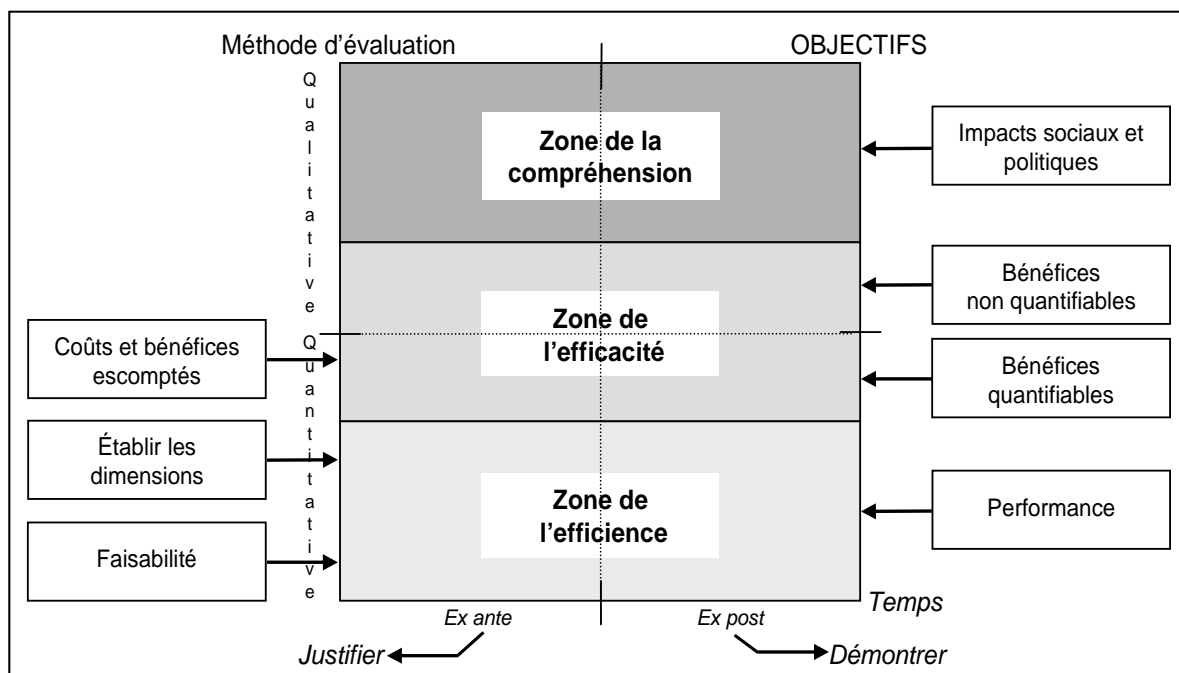 Méthode d'évaluation
OBJECTIFS
Qualitative
Quantitative
Zone de la
compréhension
Zone de
l'efficacité
Zone de
l'efficience
Coûts et bénéfices
escomptés
Établir les
dimensions
Faisabilité
Impacts sociaux et
politiques
Bénéfices
non quantifiables
Bénéfices
quantifiables
Performance
Temps
Ex ante
Ex post
Justifier
Démontrer